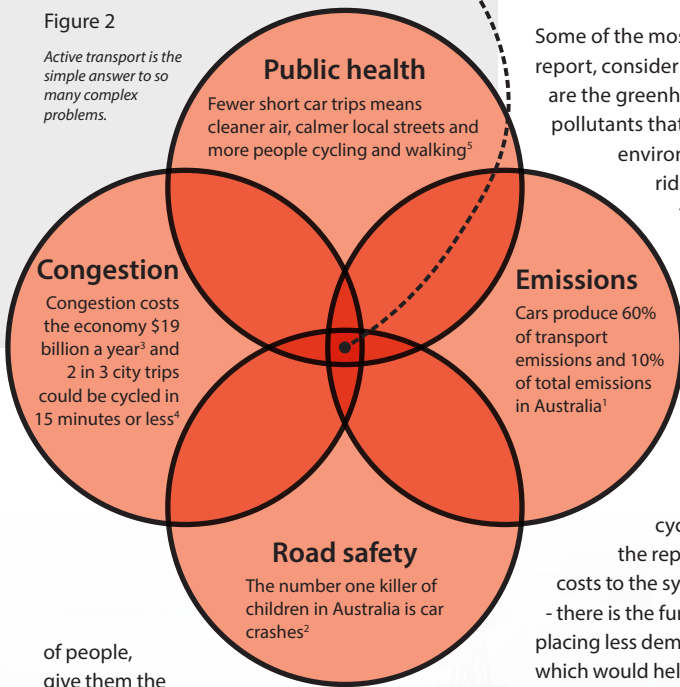 Figure 2
Active transport is the
simple answer to so
many complex
problems.
Public health
Fewer short car trips means
cleaner air, calmer local streets and
more people cycling and walking⁵
Congestion
Congestion costs
the economy $19
billion a year³ and
2 in 3 city trips
could be cycled in
15 minutes or less⁴
Emissions
Cars produce 60%
of transport
emissions and 10%
of total emissions
in Australia¹
Road safety
The number one killer of
children in Australia is car
crashes²
of people,
give them the
Some of the mos
report, consider
are the greenh
pollutants that
environ
rid
cyc
the rep
costs to the sy
- there is the fur
placing less dem
which would hel